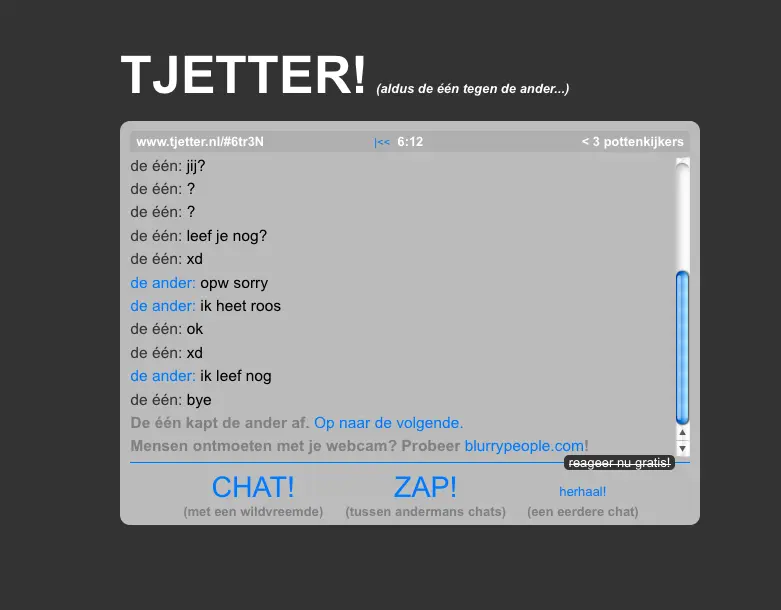 TJETTER! (aldus de één tegen de ander...)
www.tjetter.nl/#6tr3N |<< 6:12 < 3 pottenkijkers
de één: jij?
de één: ?
de één: ?
de één: leef je nog?
de één: xd
de ander: opw sorry
de ander: ik heet roos
de één: ok
de één: xd
de ander: ik leef nog
de één: bye
De één kapt de ander af. Op naar de volgende.
Mensen ontmoeten met je webcam? Probeer blurrypeople.com!
reageer nu gratis!
CHAT! ZAP! herhaal!
(met een wildvreemde) (tussen andermans chats) (een eerdere chat)